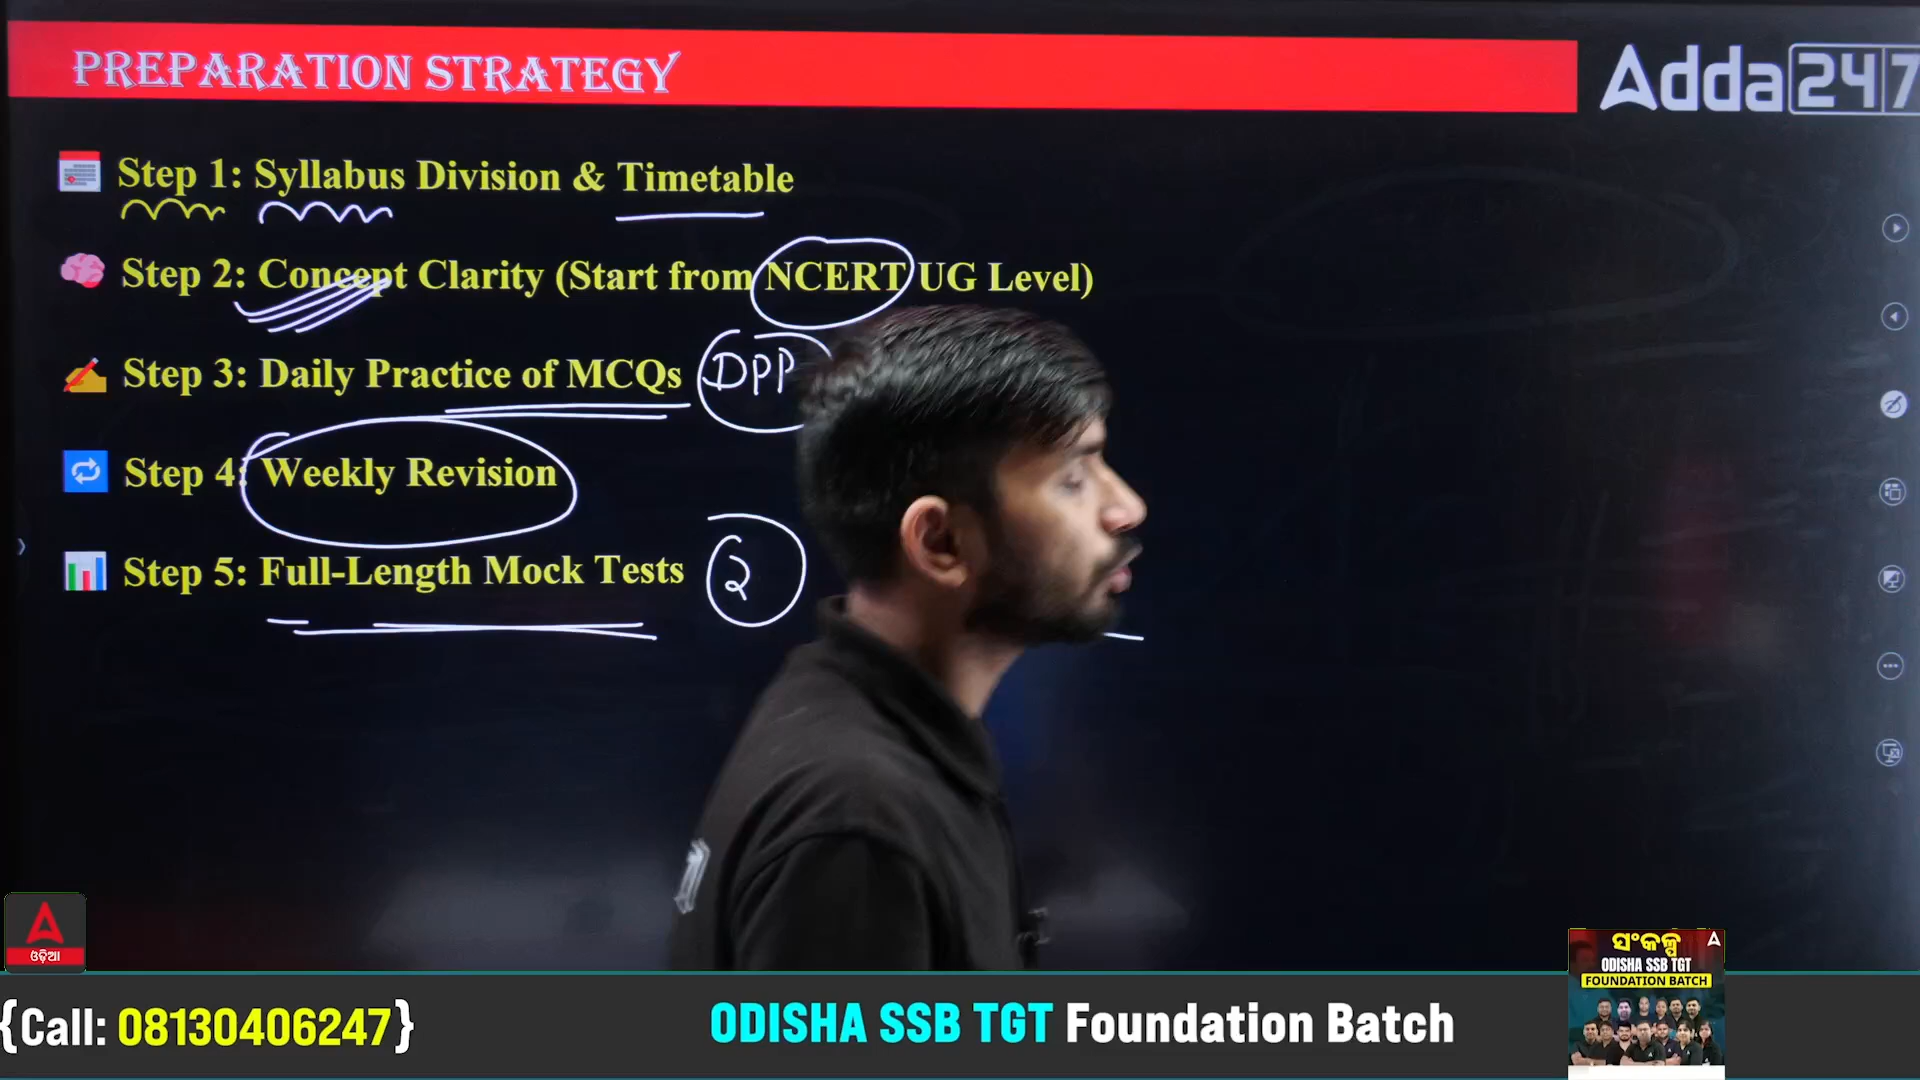 PREPARATION STRATEGY
Adda247
Step 1: Syllabus Division & Timetable
Step 2: Concept Clarity (Start from NCERT UG Level)
Step 3: Daily Practice of MCQs DPP
Step 4: Weekly Revision
Step 5: Full-Length Mock Tests 2
ଓଡ଼ିଆ
{Call: 08130406247}
ODISHA SSB TGT Foundation Batch
ସଂକଳ୍ପ
ODISHA SSB TGT
FOUNDATION BATCH